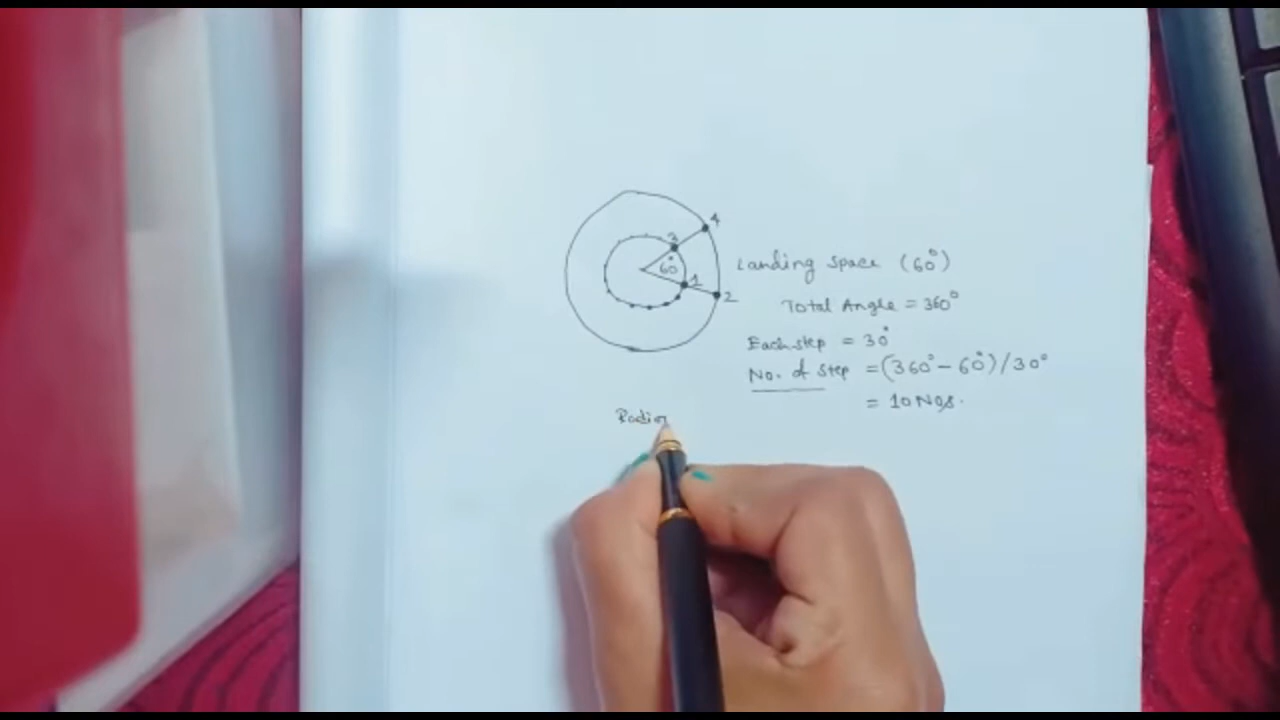 4
3
60°
1
2
Landing space (60°)
Total Angle = 360°
Each step = 30°
No. of step = (360° - 60°)/30°
= 10 Nos.
Radio